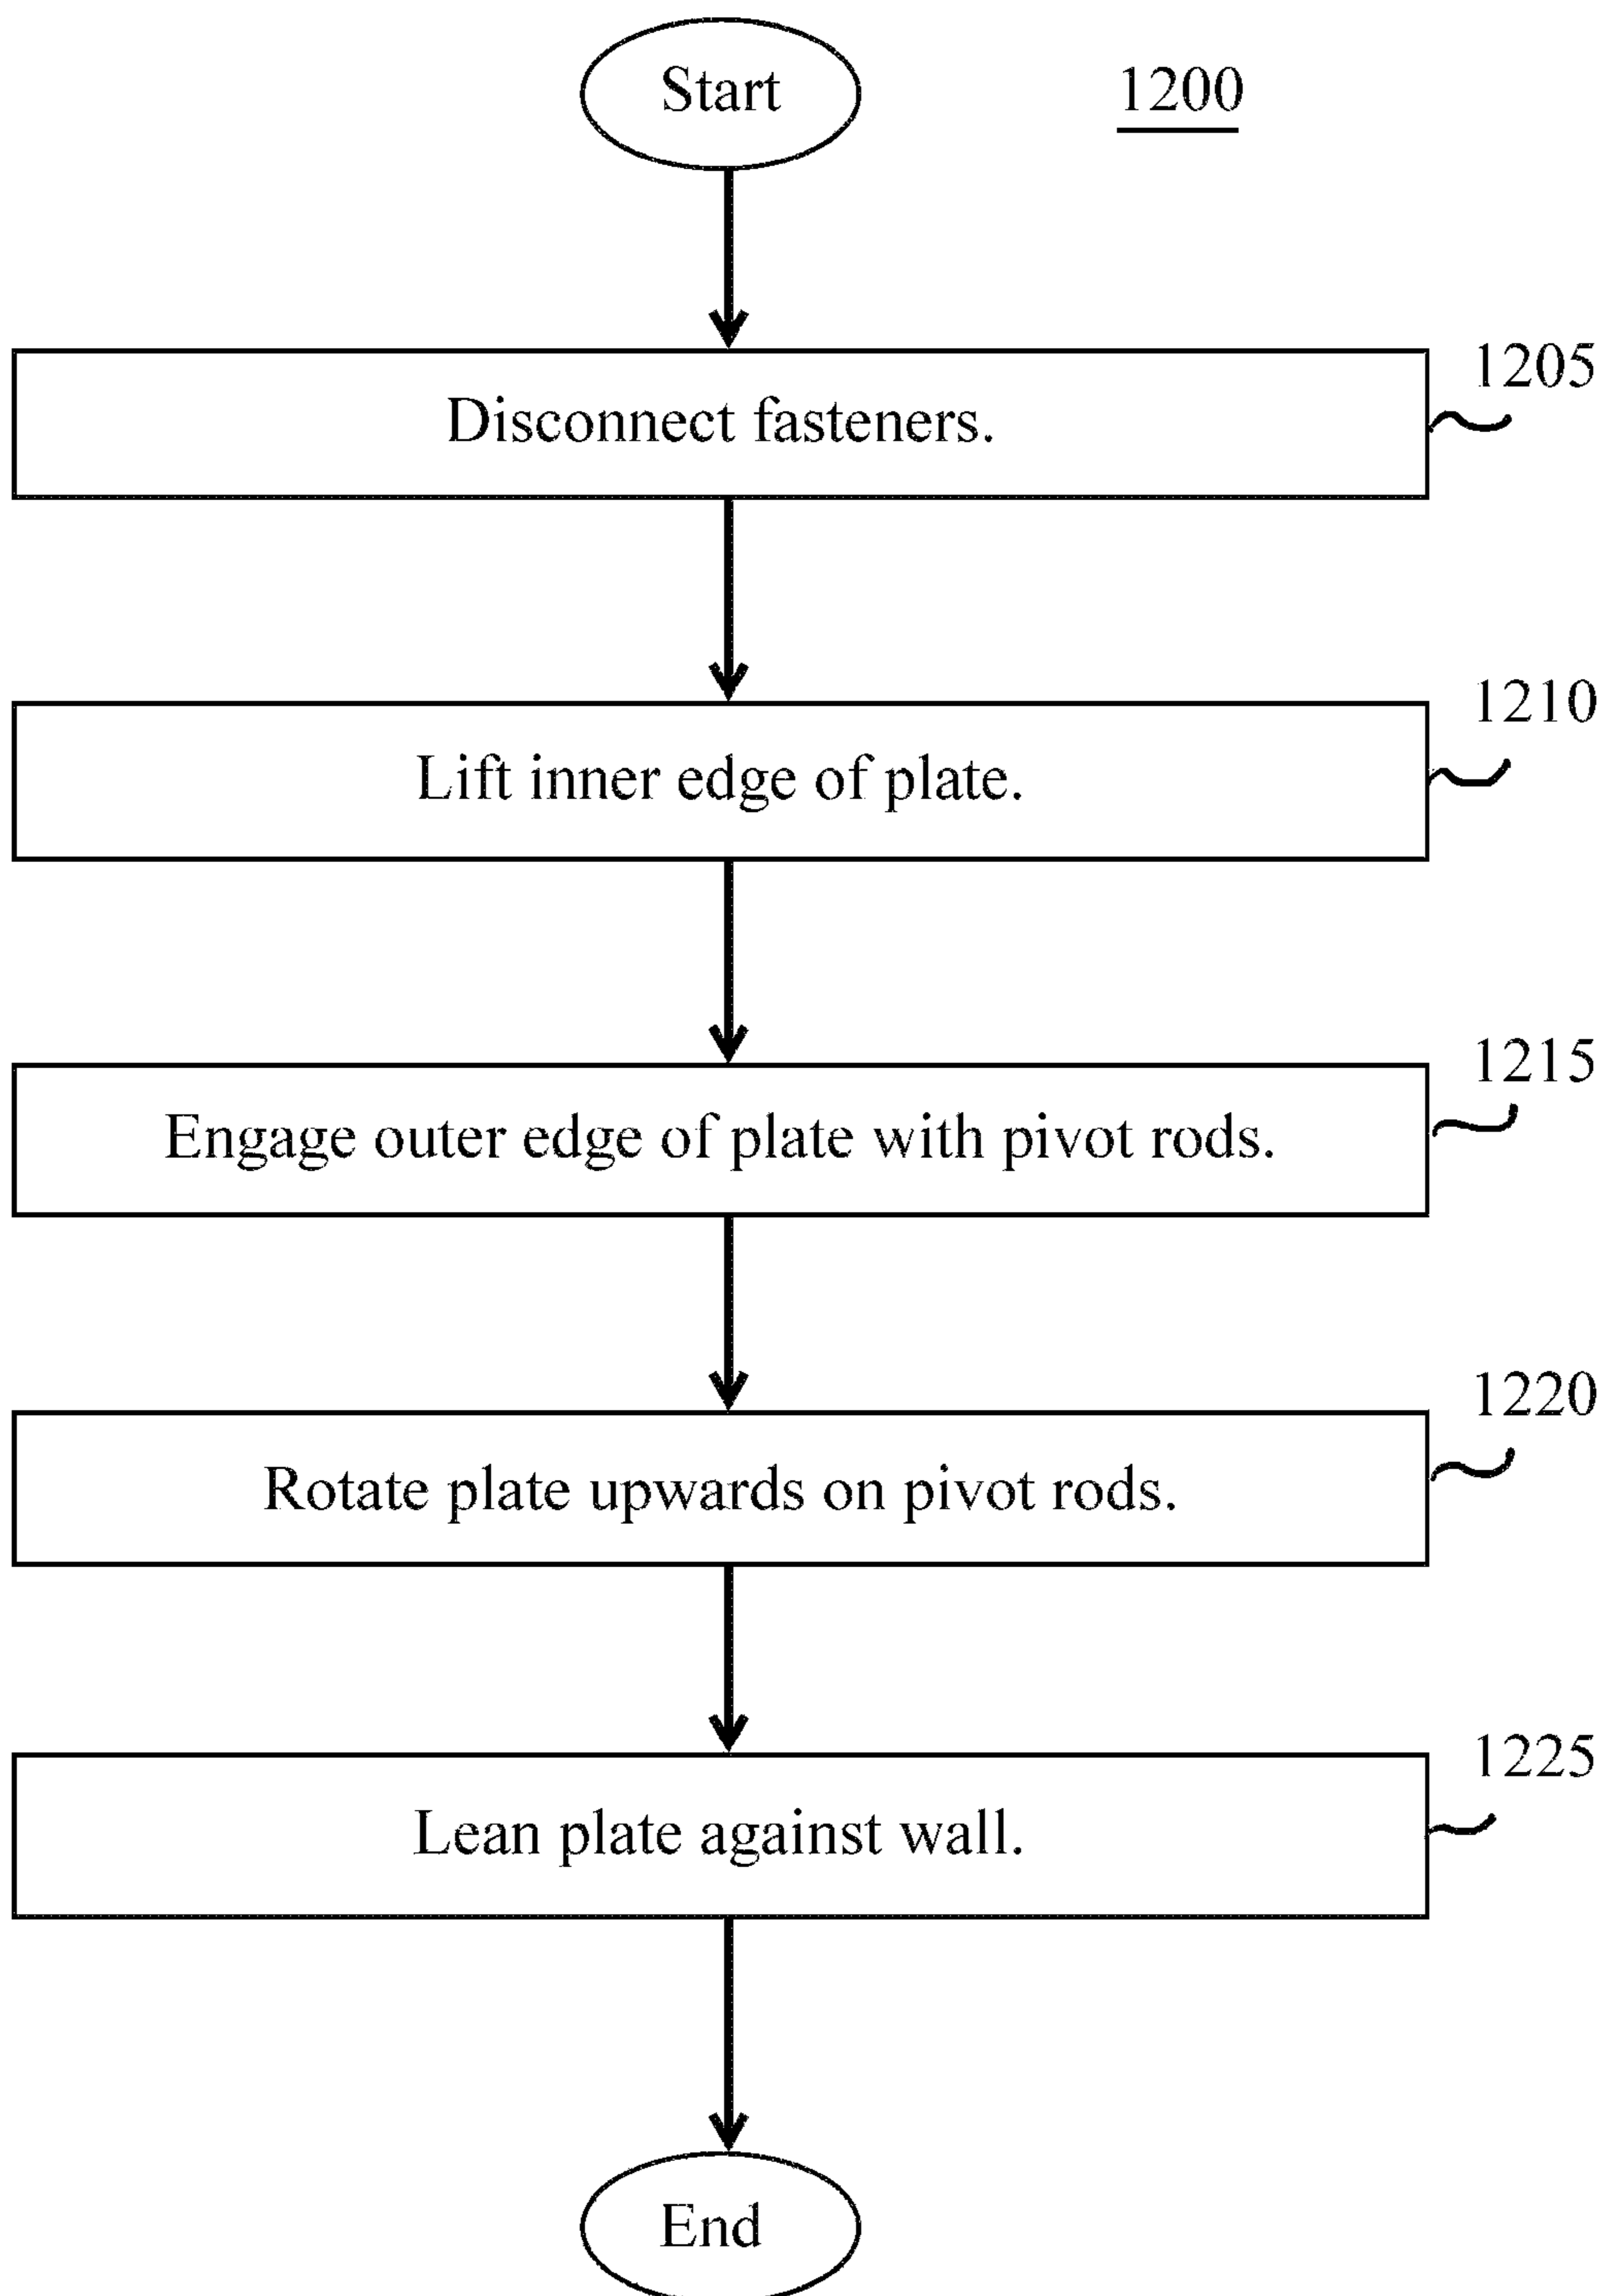 Start
1200
1205
Disconnect fasteners.
1210
Lift inner edge of plate.
1215
Engage outer edge of plate with pivot rods.
1220
Rotate plate upwards on pivot rods.
1225
Lean plate against wall.
End